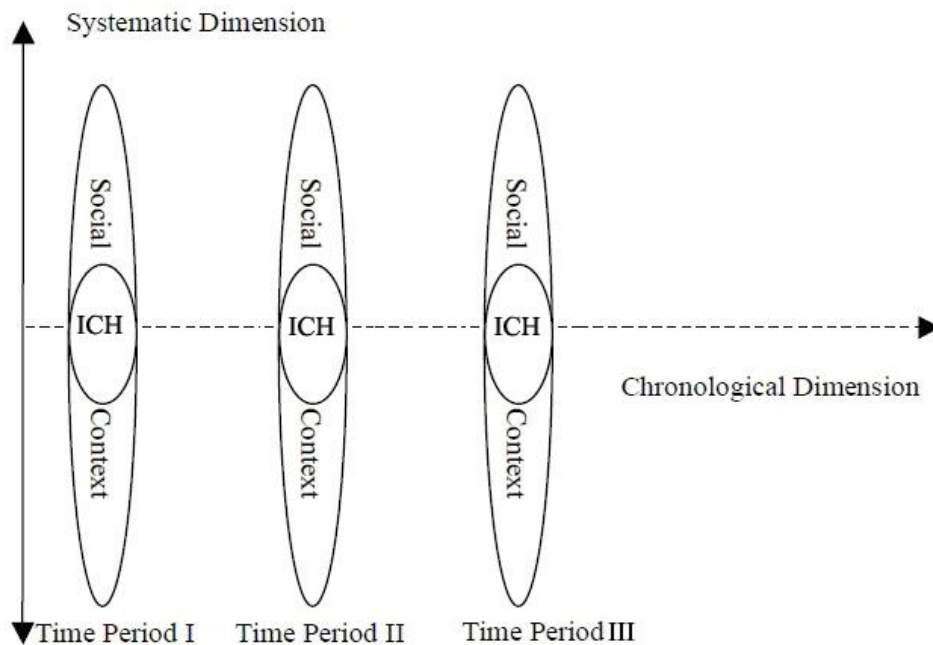 Systematic Dimension
Social
Social
Social
ICH
ICH
ICH
Chronological Dimension
Context
Context
Context
Time Period I
Time Period II
Time Period III